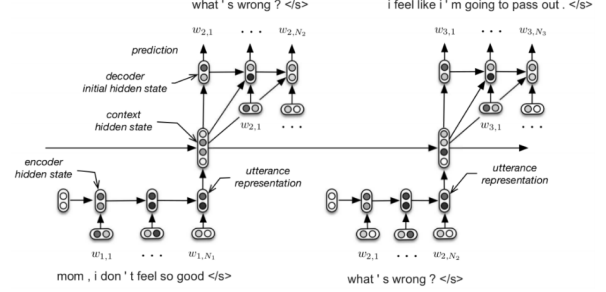 what ' s wrong ? </s>
i feel like i ' m going to pass out . </s>
w2,1 . . . w2,N2
w3,1 . . . w3,N3
prediction
decoder
initial hidden state
w2,1 . . .
w3,1 . . .
context
hidden state
encoder
hidden state
utterance
representation
utterance
representation
w1,1 . . . w1,N1
w2,1 . . . w2,N2
mom , i don ' t feel so good </s>
what ' s wrong ? </s>